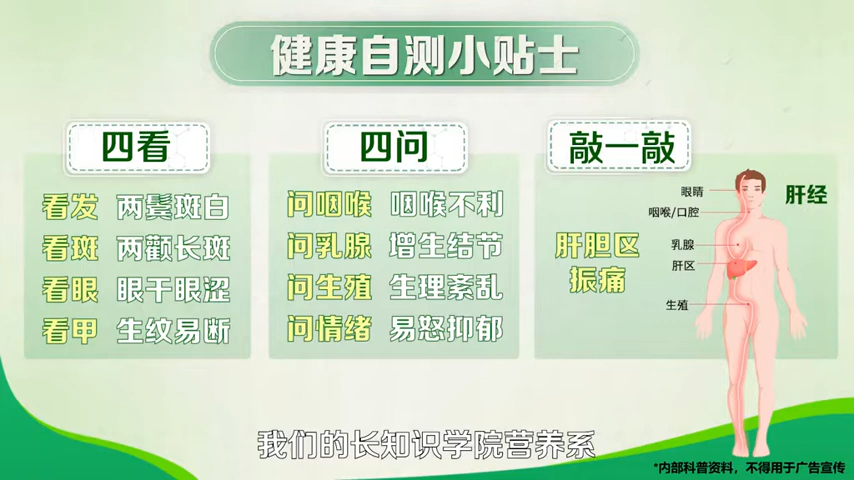 健康自测小贴士
四看
看发 两鬓斑白
看斑 两颧长斑
看眼 眼干眼涩
看甲 生纹易断
四问
问咽喉 咽喉不利
问乳腺 增生结节
问生殖 生理紊乱
问情绪 易怒抑郁
敲一敲
肝胆区
振痛
肝经
眼睛
咽喉/口腔
乳腺
肝区
生殖
我们的长知识学院营养系
*内部科普资料，不得用于广告宣传